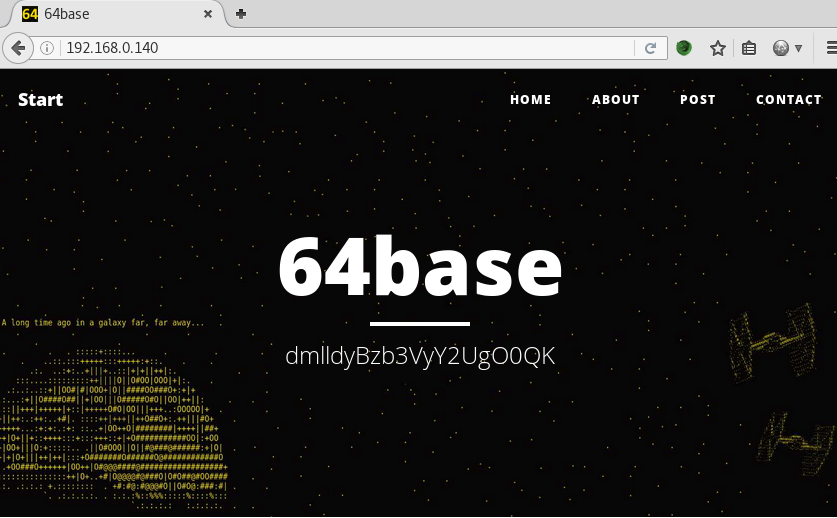 64 64base
192.168.0.140
Start HOME ABOUT POST CONTACT
64base
A long time ago in a galaxy far, far away...
dmlldyBzb3VyY2UgO0QK